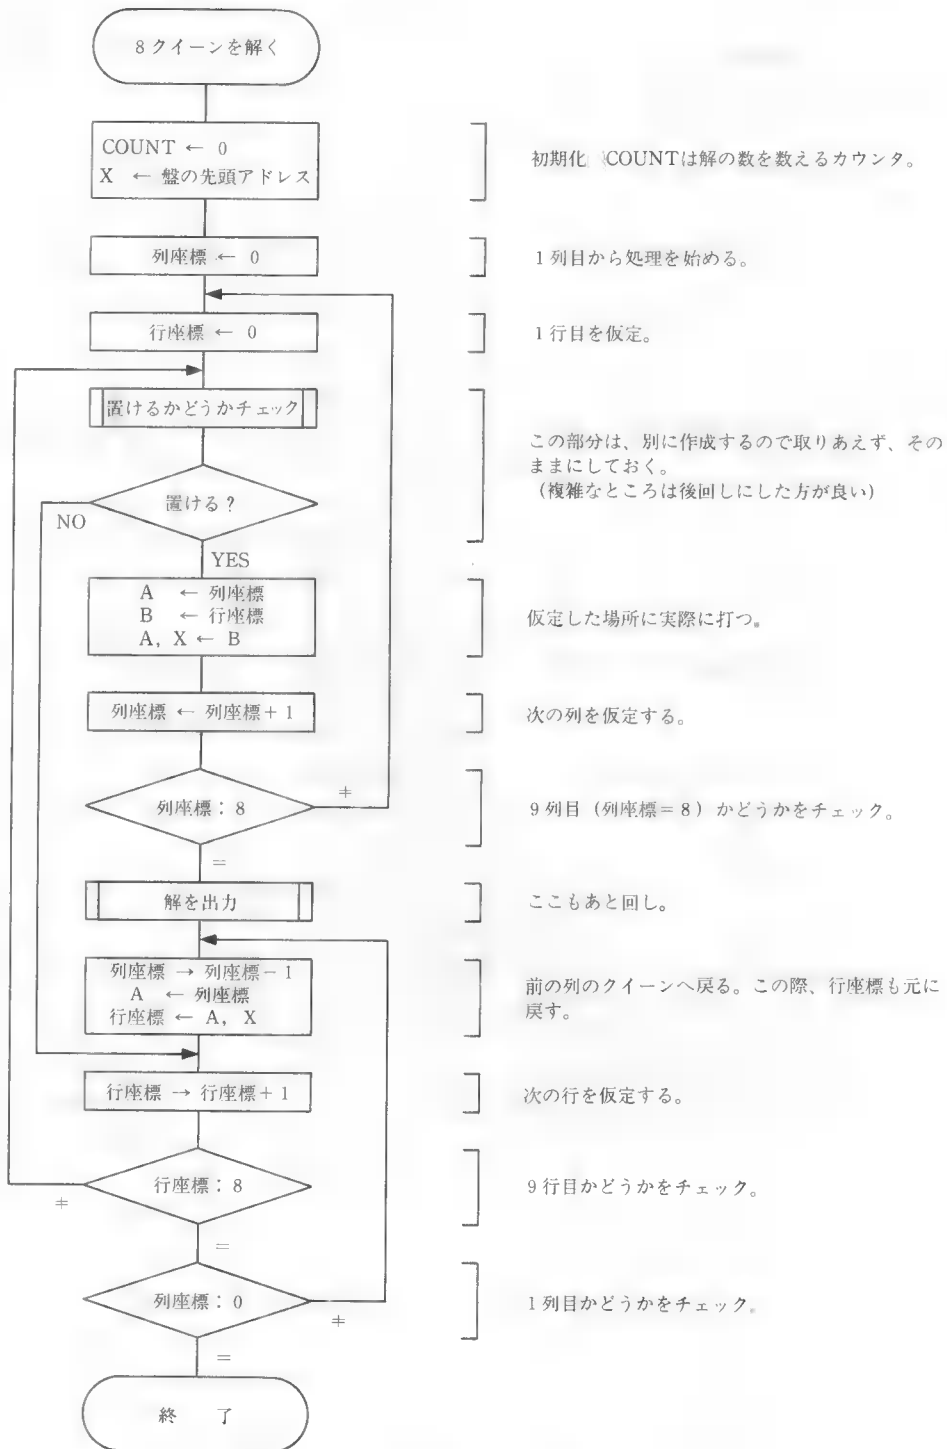 8クイーンを解く
COUNT ← 0
X ← 盤の先頭アドレス
初期化 COUNTは解の数を数えるカウンタ。
列座標 ← 0
1列目から処理を始める。
行座標 ← 0
1行目を仮定。
置けるかどうかチェック
この部分は、別に作成するので取りあえず、その
ままにしておく。
(複雑なところは後回しにした方が良い)
置ける?
NO
YES
A ← 列座標
B ← 行座標
A, X ← B
仮定した場所に実際に打つ。
列座標 ← 列座標+1
次の列を仮定する。
列座標:8
≠
9列目(列座標=8)かどうかをチェック。
=
解を出力
ここもあと回し。
列座標 → 列座標-1
A ← 列座標
行座標 ← A, X
前の列のクイーンへ戻る。この際、行座標も元に
戻す。
行座標 → 行座標+1
次の行を仮定する。
行座標:8
≠
9行目かどうかをチェック。
=
列座標:0
≠
1列目かどうかをチェック。
=
終 了